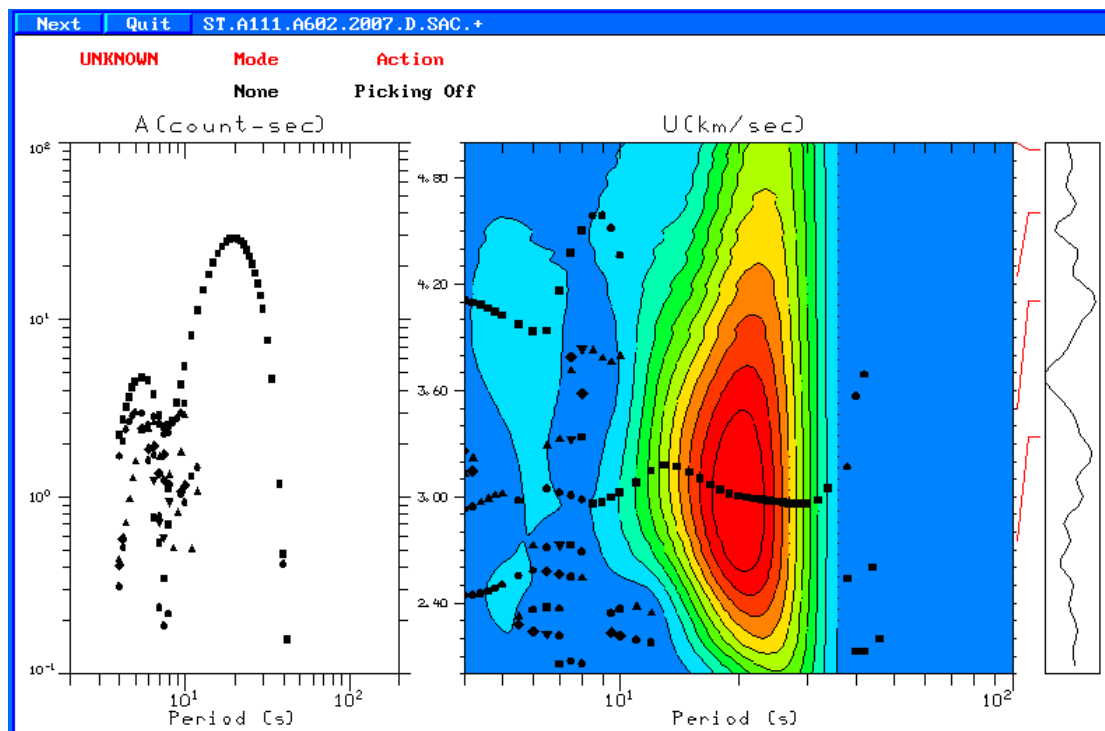 Next Quit ST.A111.A602.2007.D.SAC.+
UNKNOWN Mode Action
None Picking Off
A(count-sec) U(km/sec)
10² 4.80
4.20
10¹ 3.60
10⁰ 3.00
2.40
10⁻¹
10¹ 10² 10¹ 10²
Period (s) Period (s)